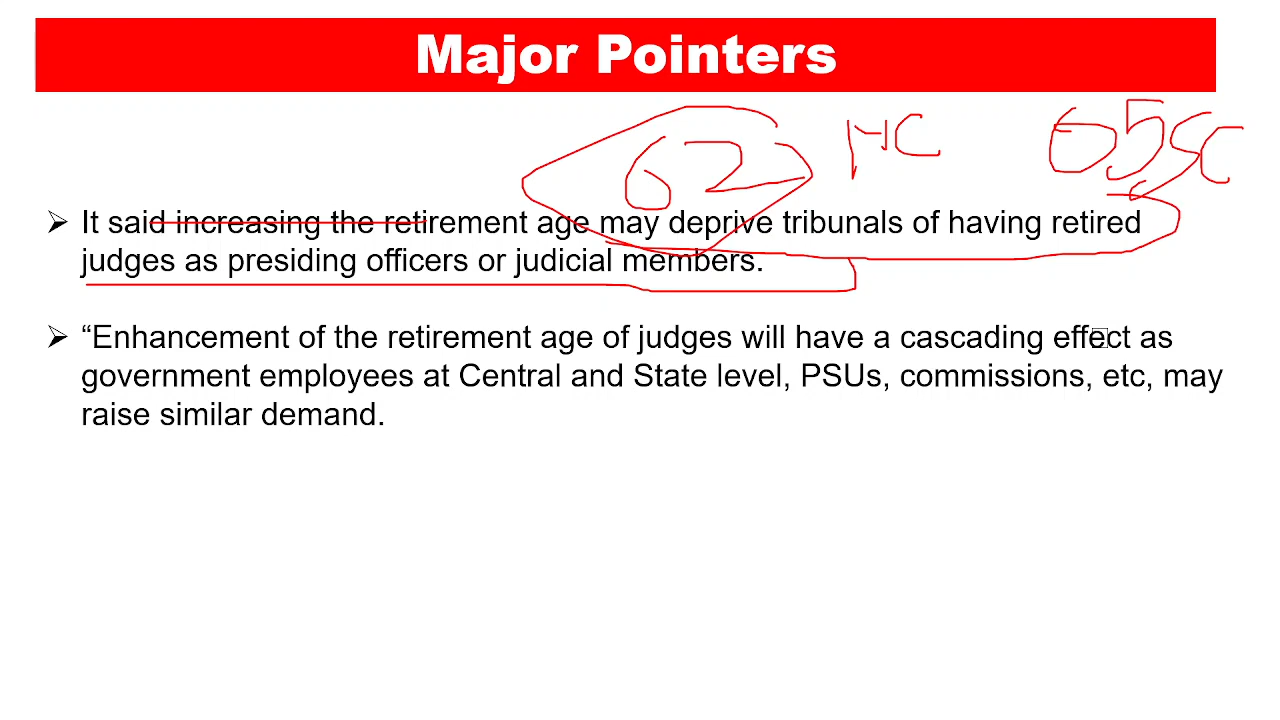 Major Pointers
62 HC 65 SC
It said increasing the retirement age may deprive tribunals of having retired
judges as presiding officers or judicial members.
“Enhancement of the retirement age of judges will have a cascading effect as
government employees at Central and State level, PSUs, commissions, etc, may
raise similar demand.